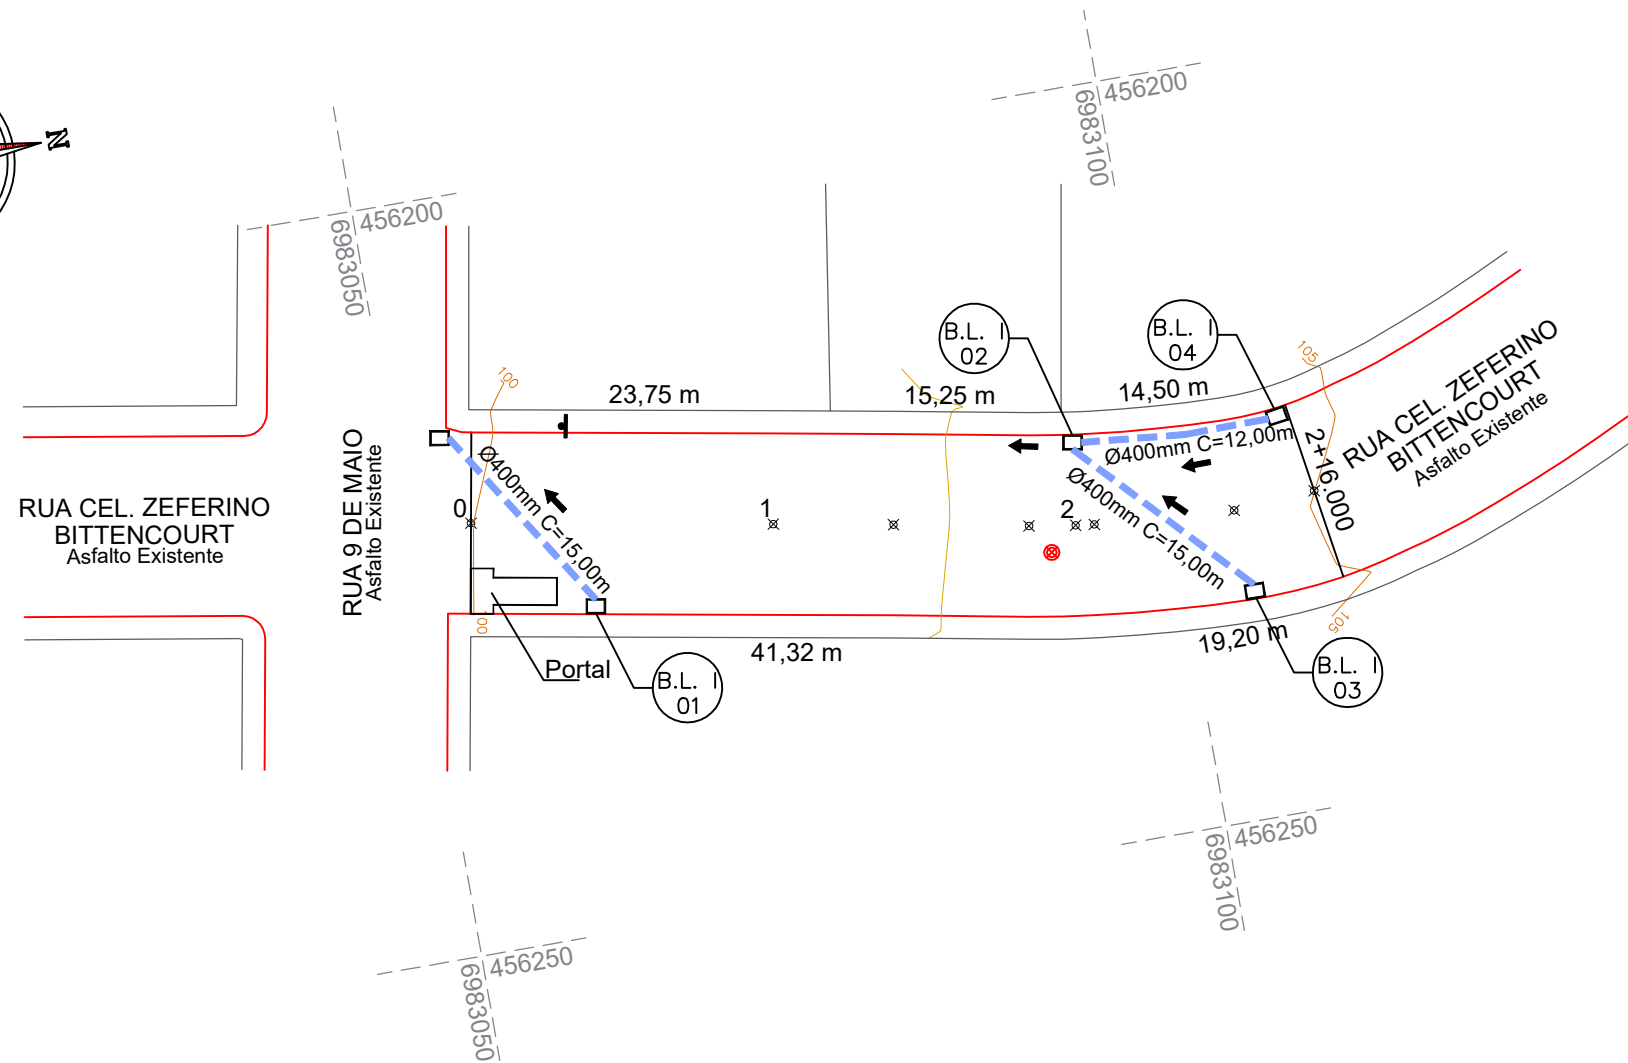 N
456200
6983100
456200
6983050
B.L. I
02
B.L. I
04
105
100
23,75 m
15,25 m
14,50 m
RUA CEL. ZEFERINO
BITTENCOURT
Asfalto Existente
Ø400mm C=12,00m
2+16.000
Ø400mm C=15,00m
Ø400mm C=15,00m
RUA 9 DE MAIO
Asfalto Existente
0
1
2
RUA CEL. ZEFERINO
BITTENCOURT
Asfalto Existente
00
105
41,32 m
19,20 m
Portal
B.L. I
01
B.L. I
03
456250
6983100
456250
6983050